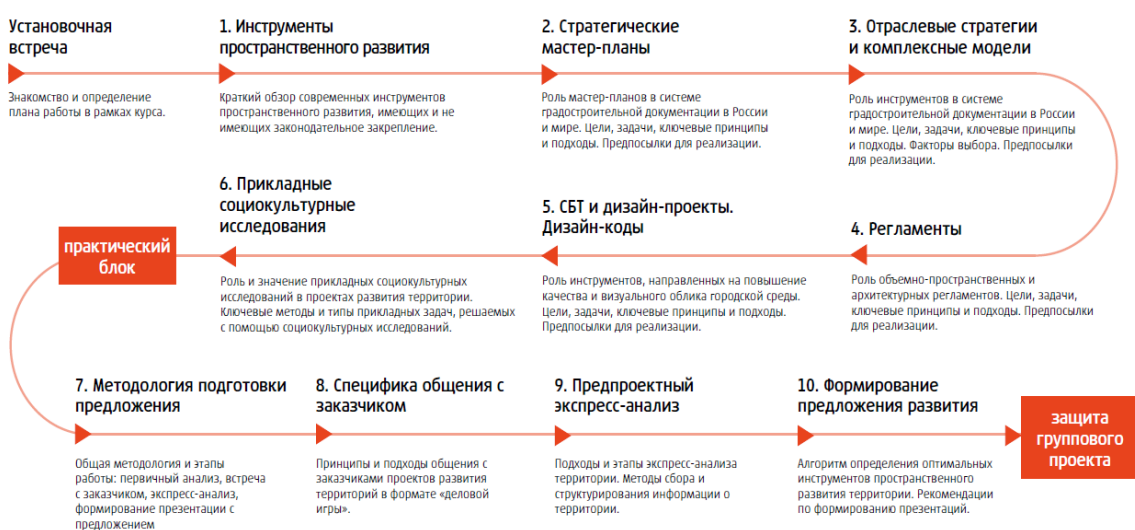 Установочная
встреча
Знакомство и определение
плана работы в рамках курса.
1. Инструменты
пространственного развития
Краткий обзор современных инструментов
пространственного развития, имеющих и не
имеющих законодательное закрепление.
2. Стратегические
мастер-планы
Роль мастер-планов в системе
градостроительной документации в России
и мире. Цели, задачи, ключевые принципы
и подходы. Предпосылки для реализации.
3. Отраслевые стратегии
и комплексные модели
Роль инструментов в системе
градостроительной документации в России
и мире. Цели, задачи, ключевые принципы
и подходы. Факторы выбора. Предпосылки
для реализации.
4. Регламенты
Роль объемно-пространственных и
архитектурных регламентов. Цели, задачи,
ключевые принципы и подходы. Предпосылки
для реализации.
5. СБТ и дизайн-проекты.
Дизайн-коды
Роль инструментов, направленных на повышение
качества и визуального облика городской среды.
Цели, задачи, ключевые принципы и подходы.
Предпосылки для реализации.
6. Прикладные
социокультурные
исследования
Роль и значение прикладных социокультурных
исследований в проектах развития территории.
Ключевые методы и типы прикладных задач, решаемых
с помощью социокультурных исследований.
практический
блок
7. Методология подготовки
предложения
Общая методология и этапы
работы: первичный анализ, встреча
с заказчиком, экспресс-анализ,
формирование презентации с
предложением
8. Специфика общения с
заказчиком
Принципы и подходы общения с
заказчиками проектов развития
территорий в формате «деловой
игры».
9. Предпроектный
экспресс-анализ
Подходы и этапы экспресс-анализа
территории. Методы сбора и
структурирования информации о
территории.
10. Формирование
предложения развития
Алгоритм определения оптимальных
инструментов пространственного
развития территории. Рекомендации
по формированию презентаций.
защита
группового
проекта